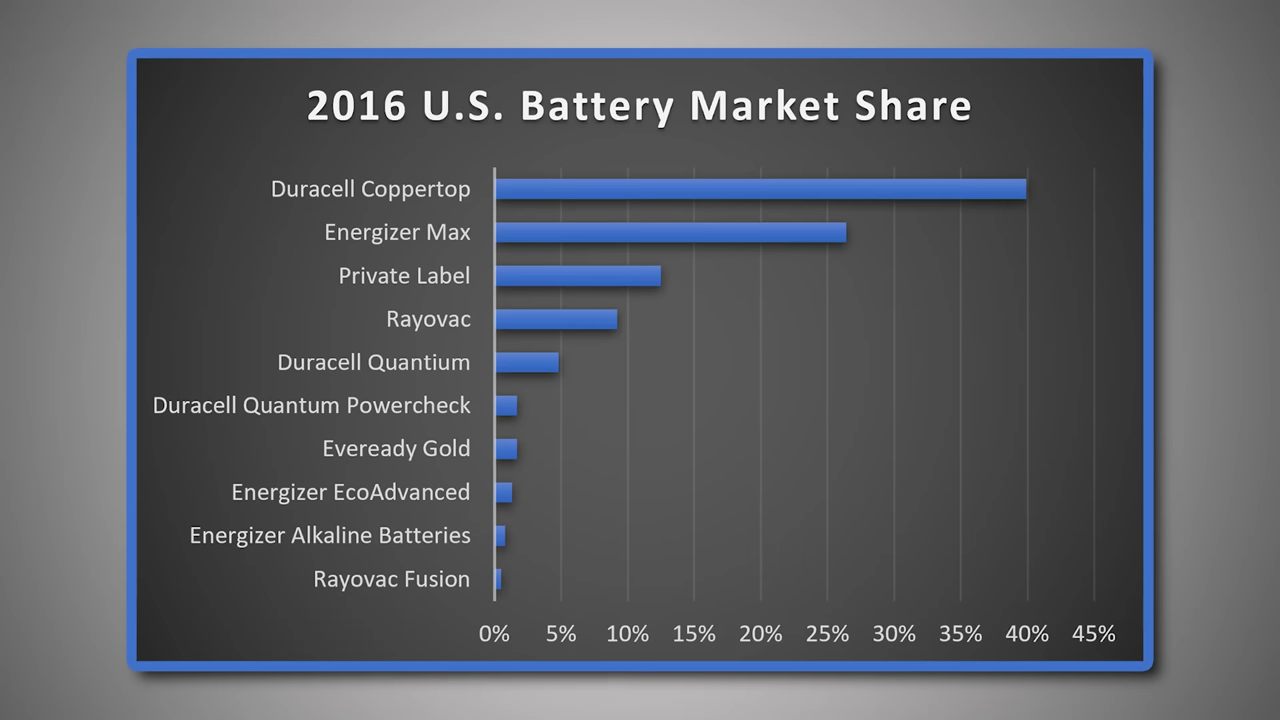 2016 U.S. Battery Market Share
Duracell Coppertop
Energizer Max
Private Label
Rayovac
Duracell Quantium
Duracell Quantum Powercheck
Eveready Gold
Energizer EcoAdvanced
Energizer Alkaline Batteries
Rayovac Fusion
0% 5% 10% 15% 20% 25% 30% 35% 40% 45%